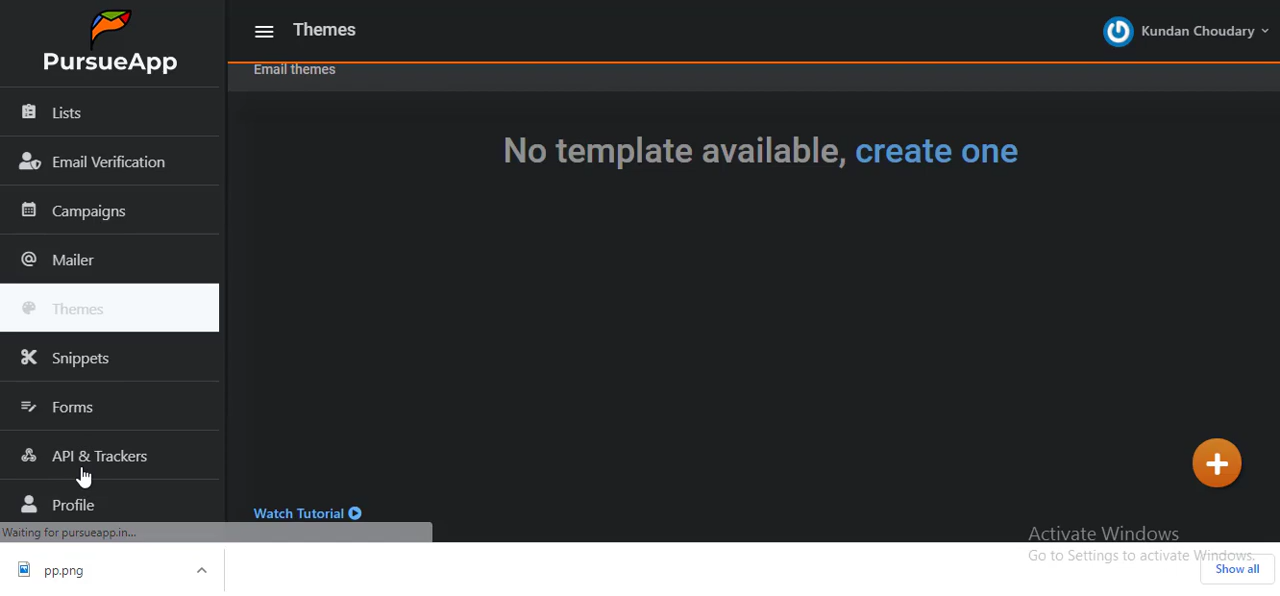 PursueApp
Themes
Kundan Choudary
Email themes
Lists
Email Verification
Campaigns
Mailer
Themes
Snippets
Forms
API & Trackers
Profile
No template available, create one
Watch Tutorial
Waiting for pursueapp.in...
Activate Windows
Go to Settings to activate Windows.
pp.png
Show all